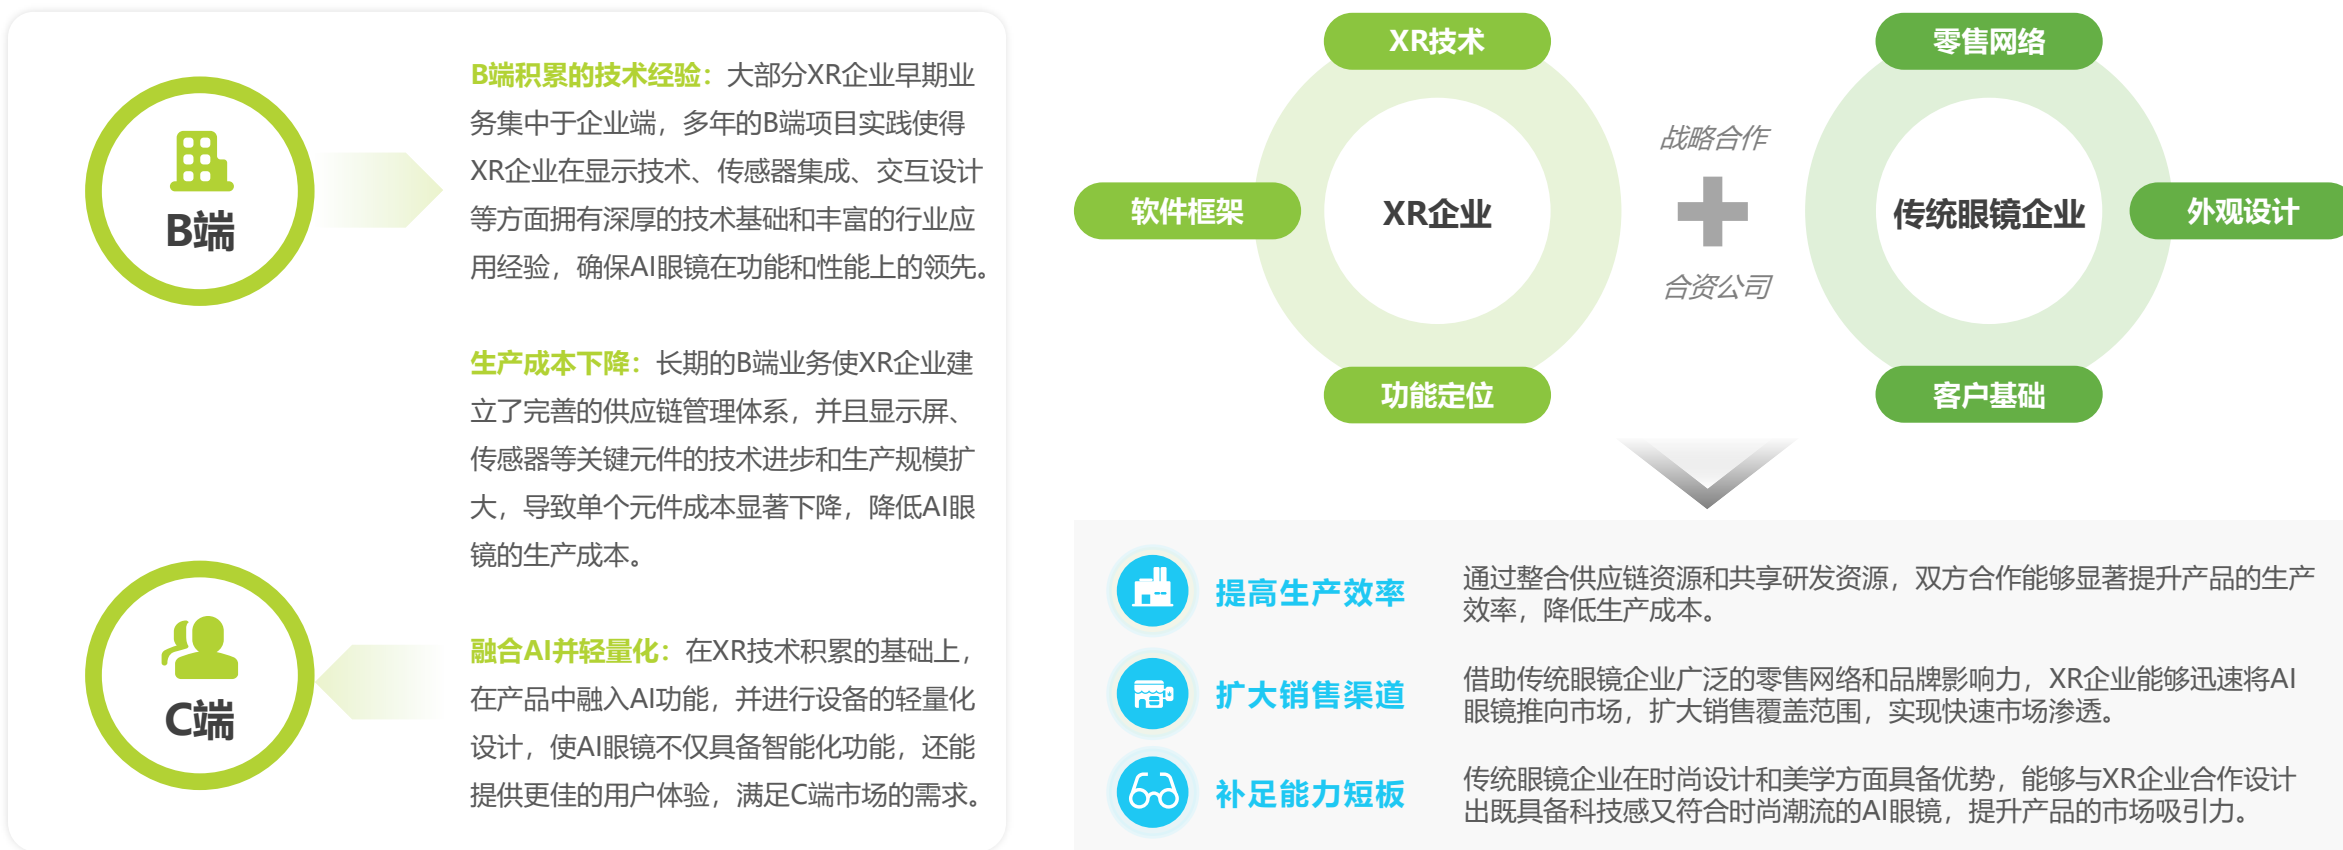 B端
B端积累的技术经验：大部分XR企业早期业
务集中于企业端，多年的B端项目实践使得
XR企业在显示技术、传感器集成、交互设计
等方面拥有深厚的技术基础和丰富的行业应
用经验，确保AI眼镜在功能和性能上的领先。
生产成本下降：长期的B端业务使XR企业建
立了完善的供应链管理体系，并且显示屏、
传感器等关键元件的技术进步和生产规模扩
大，导致单个元件成本显著下降，降低AI眼
镜的生产成本。
C端
融合AI并轻量化：在XR技术积累的基础上，
在产品中融入AI功能，并进行设备的轻量化
设计，使AI眼镜不仅具备智能化功能，还能
提供更佳的用户体验，满足C端市场的需求。
XR技术
软件框架
XR企业
功能定位
战略合作
合资公司
零售网络
传统眼镜企业
外观设计
客户基础
提高生产效率
通过整合供应链资源和共享研发资源，双方合作能够显著提升产品的生产
效率，降低生产成本。
扩大销售渠道
借助传统眼镜企业广泛的零售网络和品牌影响力，XR企业能够迅速将AI
眼镜推向市场，扩大销售覆盖范围，实现快速市场渗透。
补足能力短板
传统眼镜企业在时尚设计和美学方面具备优势，能够与XR企业合作设计
出既具备科技感又符合时尚潮流的AI眼镜，提升产品的市场吸引力。